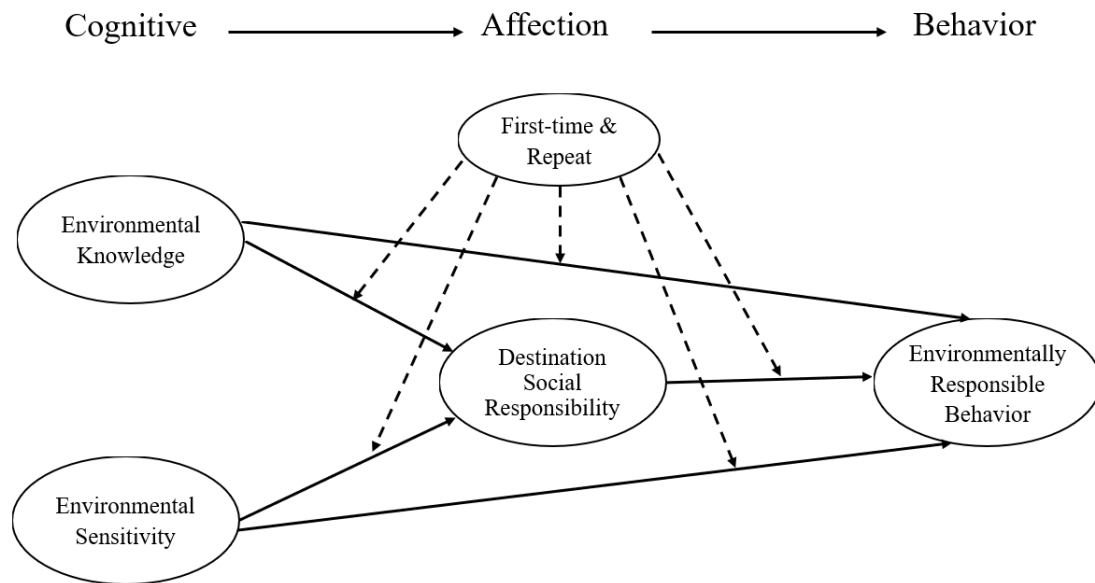 Cognitive Affection Behavior
First-time &
Repeat
Environmental
Knowledge
Destination
Social
Responsibility
Environmentally
Responsible
Behavior
Environmental
Sensitivity